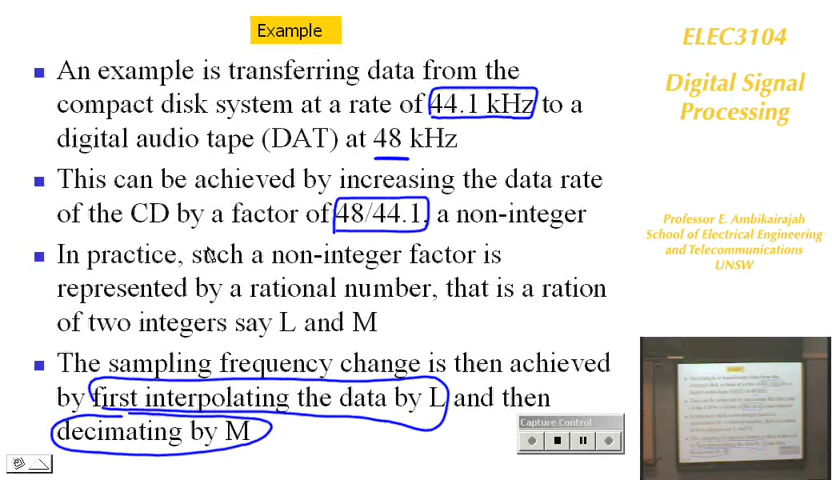 Example
An example is transferring data from the
compact disk system at a rate of 44.1 kHz to a
digital audio tape (DAT) at 48 kHz
This can be achieved by increasing the data rate
of the CD by a factor of 48/44.1, a non-integer
In practice, such a non-integer factor is
represented by a rational number, that is a ration
of two integers say L and M
The sampling frequency change is then achieved
by first interpolating the data by L and then
decimating by M
ELEC3104
Digital Signal
Processing
Professor E. Ambikairajah
School of Electrical Engineering
and Telecommunications
UNSW
Capture Control